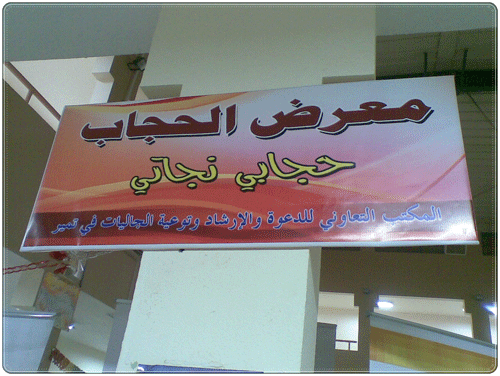 معرض الحجاب
حجابي نجاتي
المكتب التعاوني للدعوة والإرشاد وتوعية الجاليات في تمير